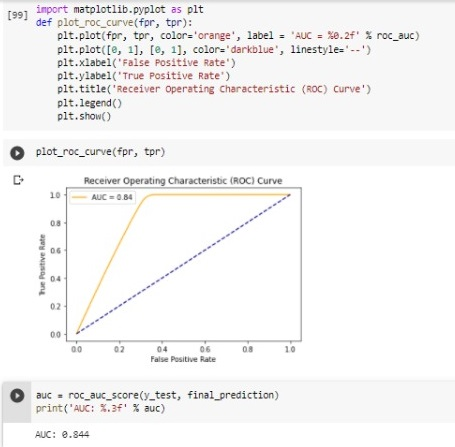 [99] import matplotlib.pyplot as plt
def plot_roc_curve(fpr, tpr):
plt.plot(fpr, tpr, color='orange', label = 'AUC = %0.2f' % roc_auc)
plt.plot([0, 1], [0, 1], color='darkblue', linestyle='--')
plt.xlabel('False Positive Rate')
plt.ylabel('True Positive Rate')
plt.title('Receiver Operating Characteristic (ROC) Curve')
plt.legend()
plt.show()
plot_roc_curve(fpr, tpr)
Receiver Operating Characteristic (ROC) Curve
AUC = 0.84
True Positive Rate
1.0
0.8
0.6
0.4
0.2
0.0
0.0 0.2 0.4 0.6 0.8 1.0
False Positive Rate
auc = roc_auc_score(y_test, final_prediction)
print('AUC: %.3f' % auc)
AUC: 0.844